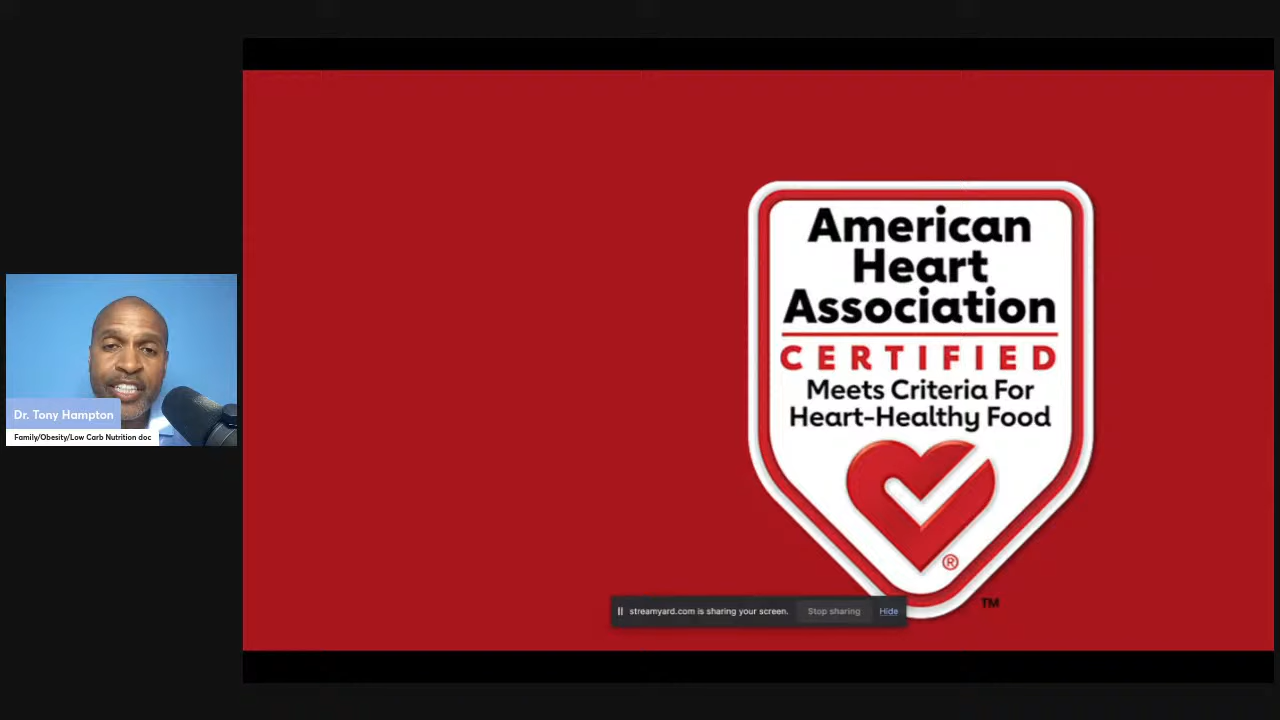 Dr. Tony Hampton
Family/Obesity/Low Carb Nutrition doc
American
Heart
Association
CERTIFIED
Meets Criteria For
Heart-Healthy Food
®
TM
streamyard.com is sharing your screen. Stop sharing Hide